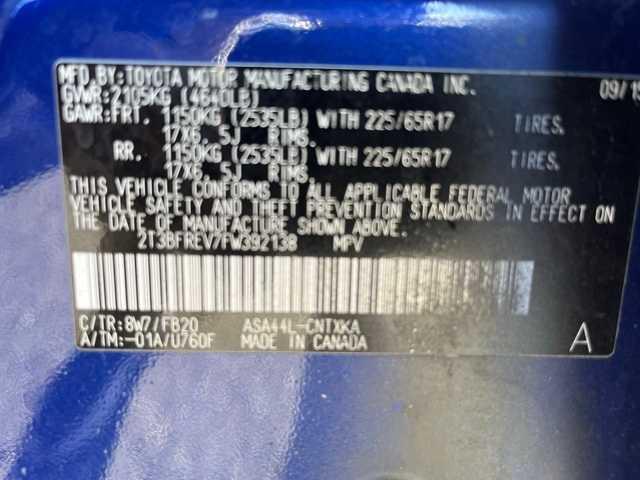 MFD.BY:TOYOTA MOTOR MANUFACTURING CANADA INC. 09/15
GVWR:2105KG (4640LB)
GAWR:FRT. 1150KG (2535LB) WITH 225/65R17 TIRES.
17X6.5J RIMS.
RR. 1150KG (2535LB) WITH 225/65R17 TIRES.
17X6.5J RIMS.
THIS VEHICLE CONFORMS TO ALL APPLICABLE FEDERAL MOTOR
VEHICLE SAFETY AND THEFT PREVENTION STANDARDS IN EFFECT ON
THE DATE OF MANUFACTURE SHOWN ABOVE.
2T3BFREV7FW392138 MPV
C/TR:8W7/FB20 ASA44L-CNTXKA
A/TM:-01A/U760F MADE IN CANADA
A